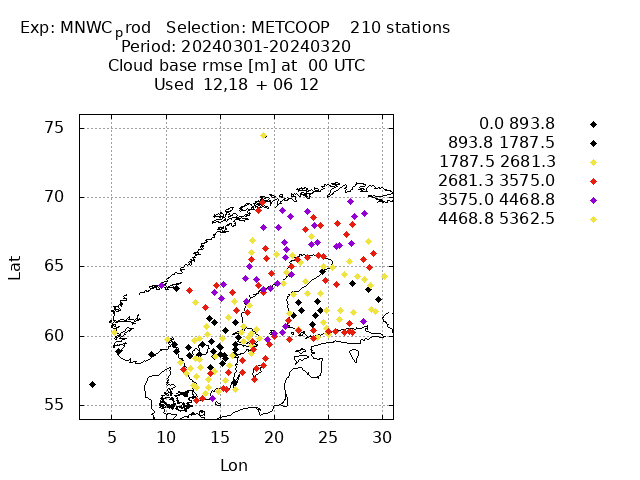 Exp: MNWC_prod   Selection: METCOOP    210 stations
Period: 20240301-20240320
Cloud base rmse [m] at  00 UTC
Used  12,18  + 06 12
0.0 893.8
893.8 1787.5
1787.5 2681.3
2681.3 3575.0
3575.0 4468.8
4468.8 5362.5
75
70
65
60
55
Lat
5 10 15 20 25 30
Lon